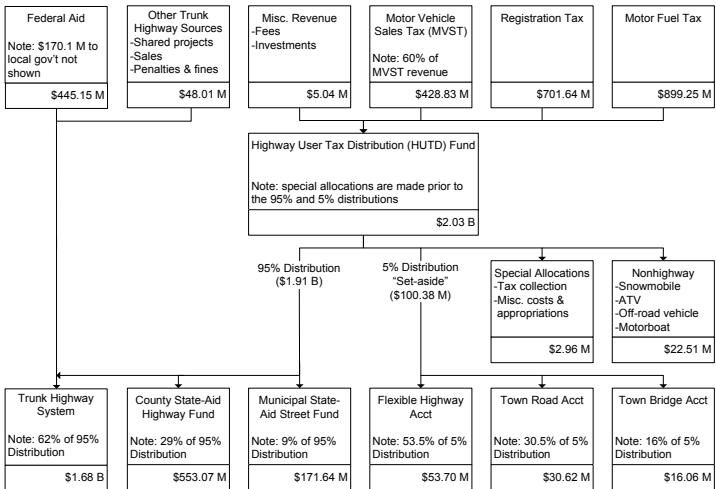 Federal Aid
Note: $170.1 M to
local gov't not
shown
$445.15 M
Other Trunk
Highway Sources
-Shared projects
-Sales
-Penalties & fines
$48.01 M
Misc. Revenue
-Fees
-Investments
$5.04 M
Motor Vehicle
Sales Tax (MVST)
Note: 60% of
MVST revenue
$428.83 M
Registration Tax
$701.64 M
Motor Fuel Tax
$899.25 M
Highway User Tax Distribution (HUTD) Fund
Note: special allocations are made prior to
the 95% and 5% distributions
$2.03 B
95% Distribution
($1.91 B)
5% Distribution
“Set-aside”
($100.38 M)
Special Allocations
-Tax collection
-Misc. costs &
appropriations
$2.96 M
Nonhighway
-Snowmobile
-ATV
-Off-road vehicle
-Motorboat
$22.51 M
Trunk Highway
System
Note: 62% of 95%
Distribution
$1.68 B
County State-Aid
Highway Fund
Note: 29% of 95%
Distribution
$553.07 M
Municipal State-
Aid Street Fund
Note: 9% of 95%
Distribution
$171.64 M
Flexible Highway
Acct
Note: 53.5% of 5%
Distribution
$53.70 M
Town Road Acct
Note: 30.5% of 5%
Distribution
$30.62 M
Town Bridge Acct
Note: 16% of 5%
Distribution
$16.06 M